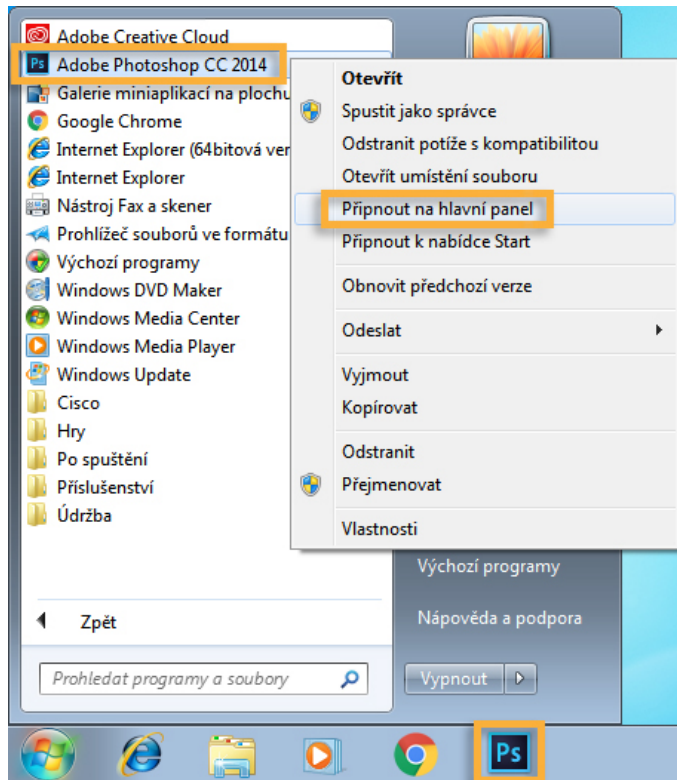 Adobe Creative Cloud
Adobe Photoshop CC 2014
Galerie miniaplikací na plochu
Google Chrome
Internet Explorer (64bitová ver
Internet Explorer
Nástroj Fax a skener
Prohlížeč souborů ve formátu
Výchozí programy
Windows DVD Maker
Windows Media Center
Windows Media Player
Windows Update
Cisco
Hry
Po spuštění
Příslušenství
Údržba
Zpět
Prohledat programy a soubory
Otevřít
Spustit jako správce
Odstranit potíže s kompatibilitou
Otevřít umístění souboru
Připnout na hlavní panel
Připnout k nabídce Start
Obnovit předchozí verze
Odeslat
Vyjmout
Kopírovat
Odstranit
Přejmenovat
Vlastnosti
Výchozí programy
Nápověda a podpora
Vypnout
Ps